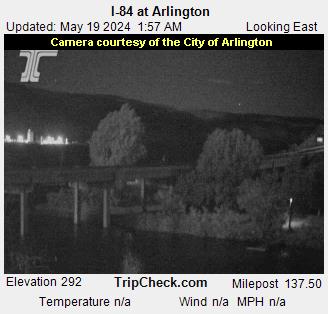 I-84 at Arlington
Updated: May 19 2024 1:57 AM Looking East
Camera courtesy of the City of Arlington
Elevation 292 TripCheck.com Milepost 137.50
Temperature n/a Wind n/a MPH n/a